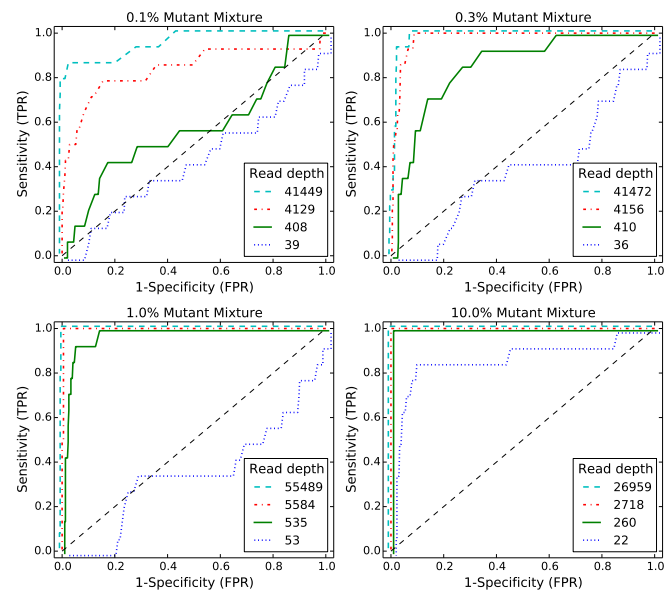 0.1% Mutant Mixture
Sensitivity (TPR)
1.0
0.8
0.6
0.4
0.2
0.0
0.0 0.2 0.4 0.6 0.8 1.0
1-Specificity (FPR)
Read depth
41449
4129
408
39
0.3% Mutant Mixture
Sensitivity (TPR)
1.0
0.8
0.6
0.4
0.2
0.0
0.0 0.2 0.4 0.6 0.8 1.0
1-Specificity (FPR)
Read depth
41472
4156
410
36
1.0% Mutant Mixture
Sensitivity (TPR)
1.0
0.8
0.6
0.4
0.2
0.0
0.0 0.2 0.4 0.6 0.8 1.0
1-Specificity (FPR)
Read depth
55489
5584
535
53
10.0% Mutant Mixture
Sensitivity (TPR)
1.0
0.8
0.6
0.4
0.2
0.0
0.0 0.2 0.4 0.6 0.8 1.0
1-Specificity (FPR)
Read depth
26959
2718
260
22